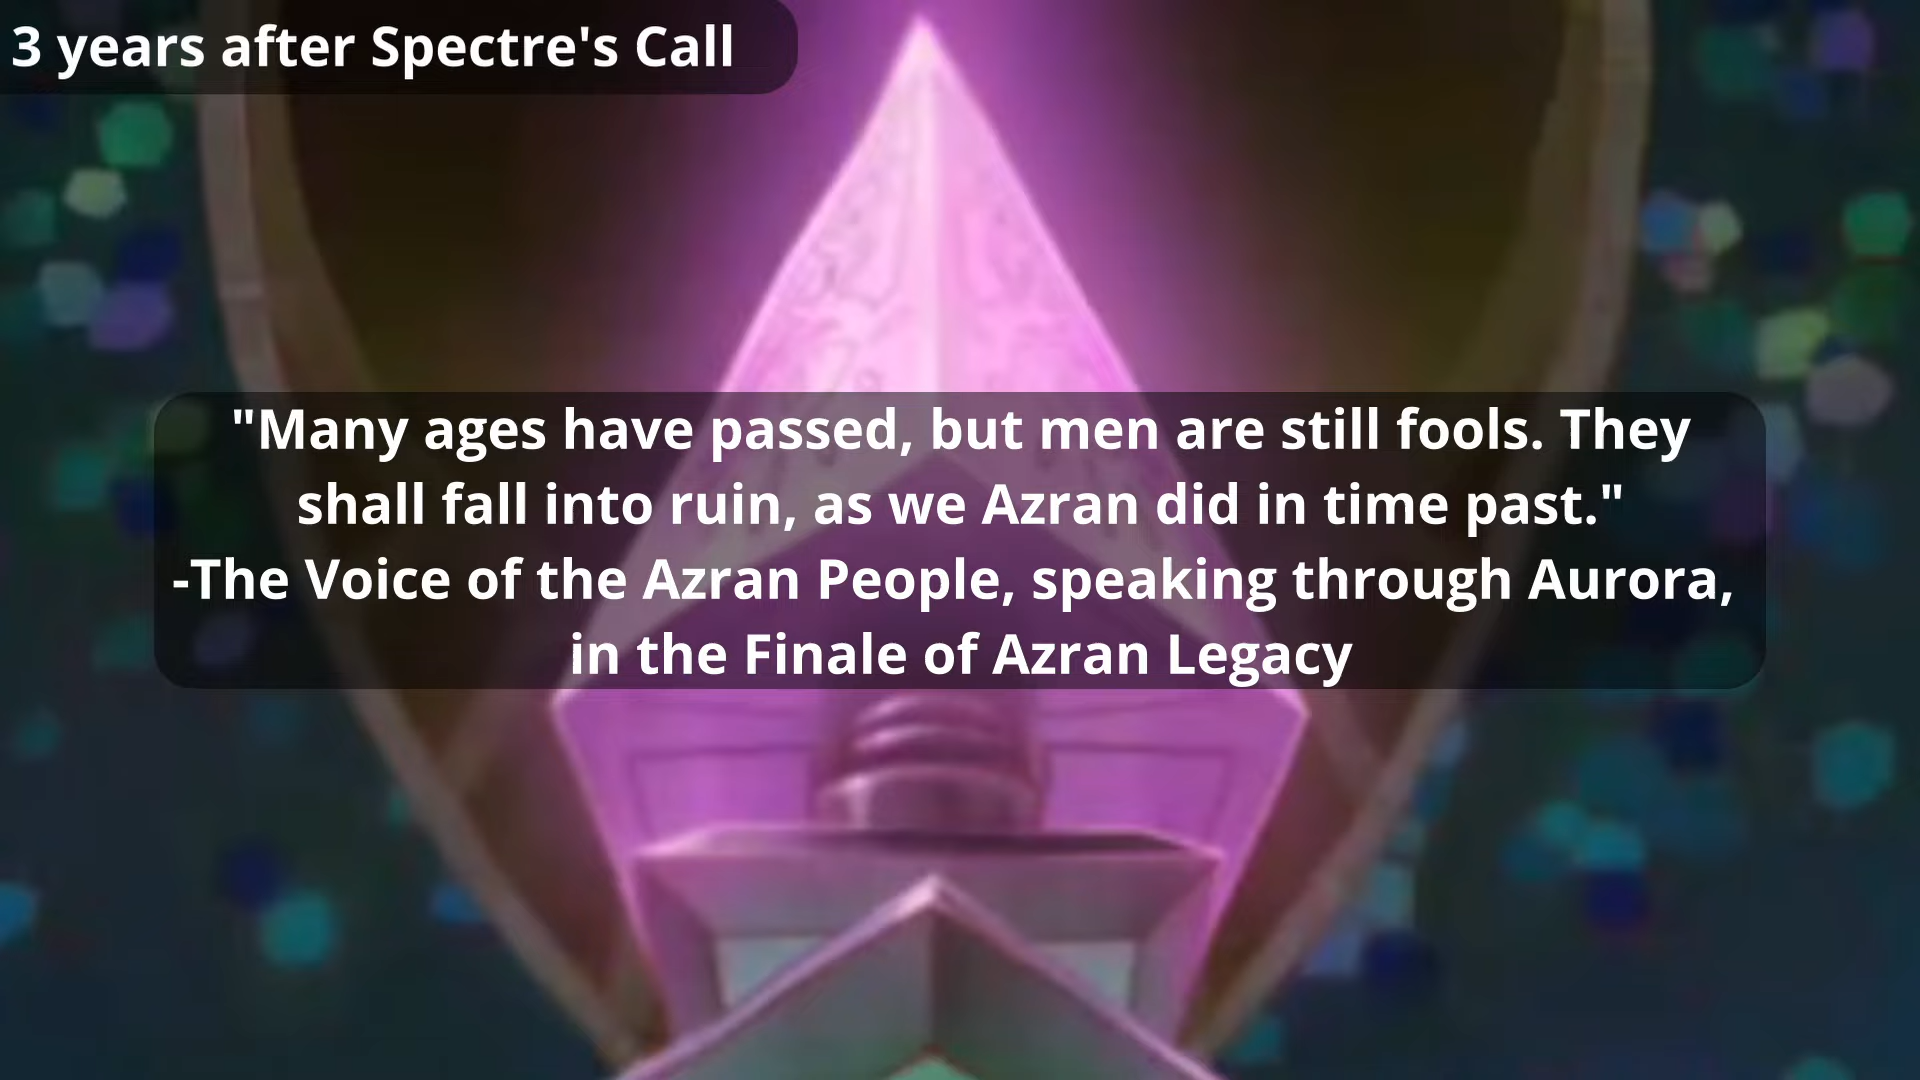 3 years after Spectre's Call
"Many ages have passed, but men are still fools. They
shall fall into ruin, as we Azran did in time past."
-The Voice of the Azran People, speaking through Aurora,
in the Finale of Azran Legacy